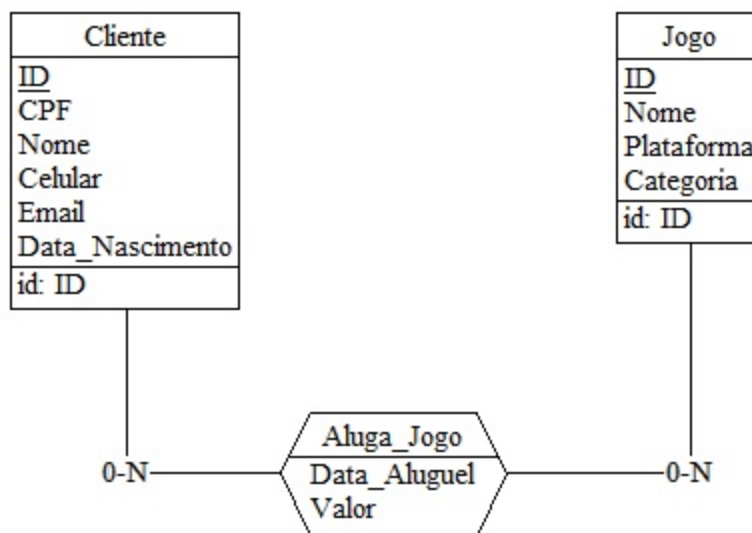 Cliente
ID
CPF
Nome
Celular
Email
Data_Nascimento
id: ID
Jogo
ID
Nome
Plataforma
Categoria
id: ID
Aluga_Jogo
Data_Aluguel
Valor
0-N
0-N